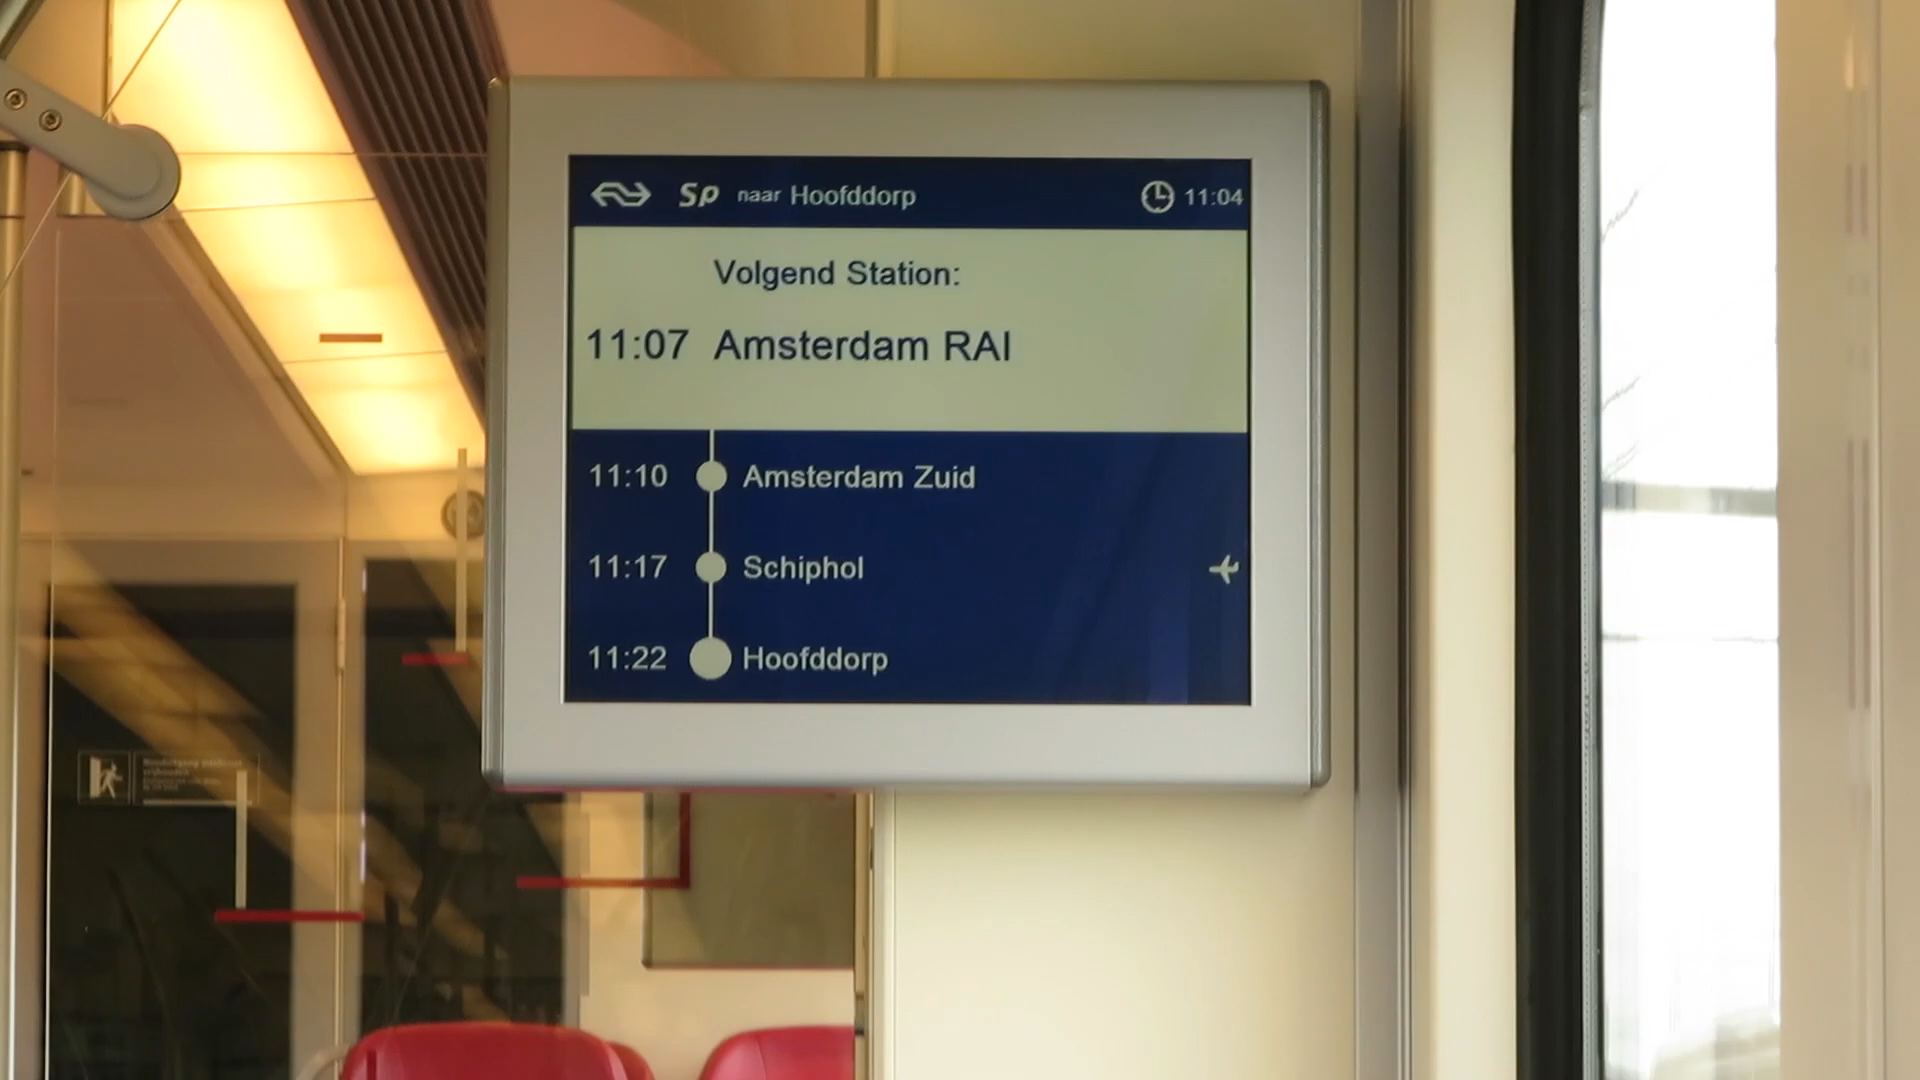 Sp naar Hoofddorp 11:04
Volgend Station:
11:07 Amsterdam RAI
11:10 Amsterdam Zuid
11:17 Schiphol
11:22 Hoofddorp